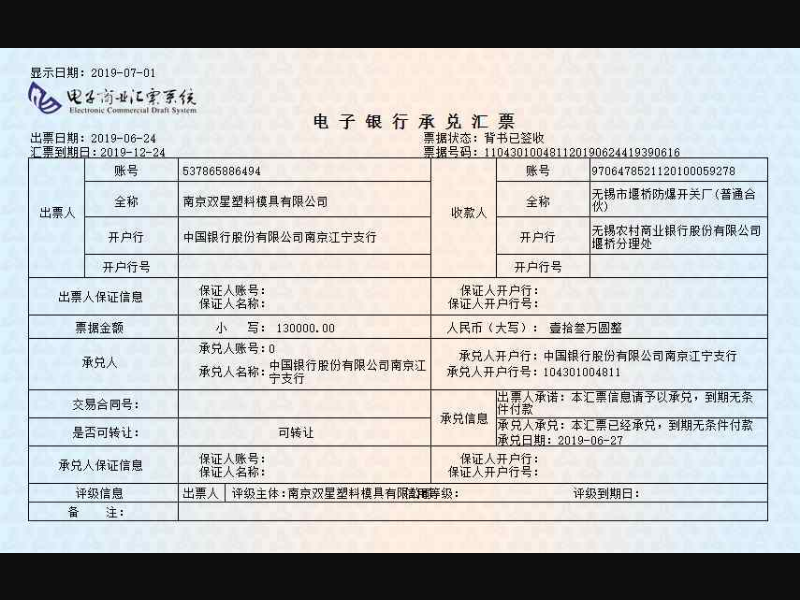 显示日期: 2019-07-01
电子商业汇票系统
Electronic Commercial Draft System
电子银行承兑汇票
出票日期: 2019-06-24
票据状态: 背书已签收
汇票到期日: 2019-12-24
票据号码: 110430100481120190624419390616
出票人
账号
537865886494
收款人
账号
9706478521120100059278
全称
南京双星塑料模具有限公司
全称
无锡市堰桥防爆开关厂(普通合
伙)
开户行
中国银行股份有限公司南京江宁支行
开户行
无锡农村商业银行股份有限公司
堰桥分理处
开户行号
开户行号
出票人保证信息
保证人账号:
保证人名称:
保证人开户行:
保证人开户行号:
票据金额
小 写: 130000.00
人民币(大写): 壹拾叁万圆整
承兑人
承兑人账号:0
承兑人名称:中国银行股份有限公司南京江
宁支行
承兑人开户行:中国银行股份有限公司南京江宁支行
承兑人开户行号:104301004811
交易合同号:
承兑信息
出票人承诺: 本汇票信息请予以承兑, 到期无条
件付款
是否可转让:
可转让
承兑人承兑: 本汇票已经承兑, 到期无条件付款
承兑日期: 2019-06-27
承兑人保证信息
保证人账号:
保证人名称:
保证人开户行:
保证人开户行号:
评级信息
出票人
评级主体:南京双星塑料模具有限公司
信用等级:
评级到期日:
备 注: